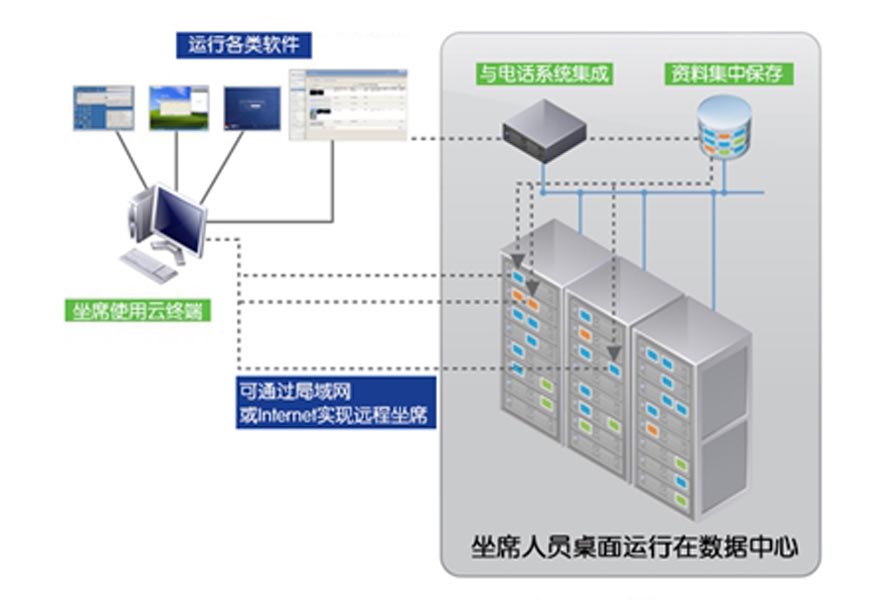 运行各类软件
与电话系统集成
资料集中保存
坐席使用云终端
可通过局域网
或Internet实现远程坐席
坐席人员桌面运行在数据中心